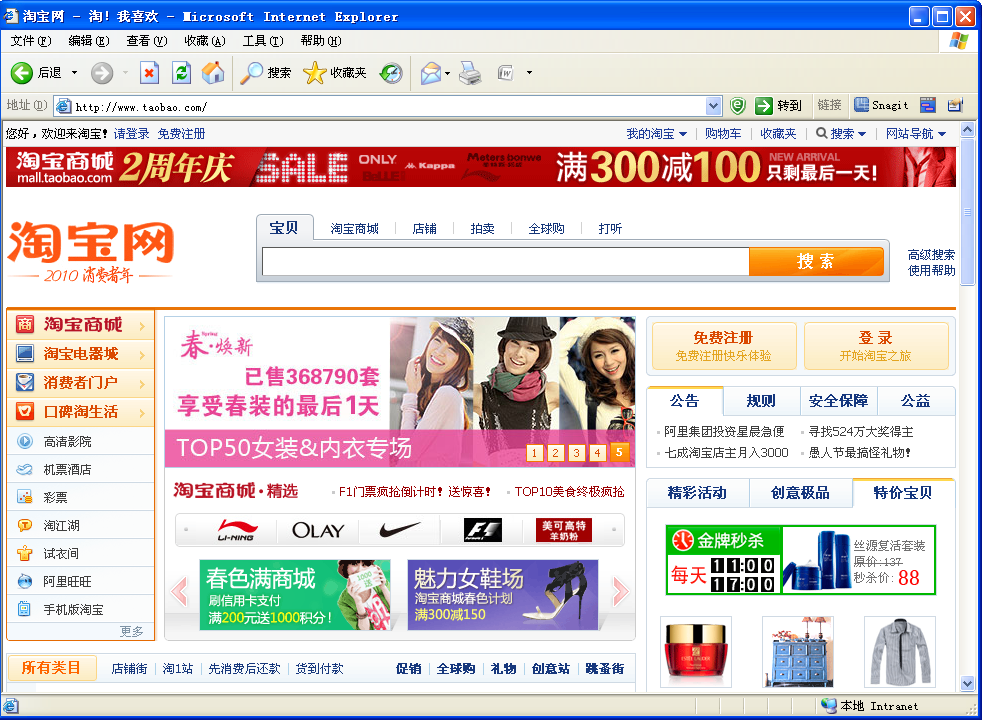 淘宝网 - 淘！我喜欢 - Microsoft Internet Explorer
文件(F) 编辑(E) 查看(V) 收藏(A) 工具(T) 帮助(H)
后退 搜索 收藏夹
地址(D) http://www.taobao.com/ 转到 链接 Snagit
您好，欢迎来淘宝！ 请登录 免费注册 我的淘宝 购物车 收藏夹 搜索 网站导航
淘宝商城 mall.taobao.com 2周年庆 SALE ONLY Kappa Meters bonwe 满300减100 NEW ARRIVAL 只剩最后一天!
淘宝网
2010 消费者年
宝贝 淘宝商城 店铺 拍卖 全球购 打听
搜索
高级搜索
使用帮助
商 淘宝商城
淘宝电器城
消费者门户
口碑淘生活
高清影院
机票酒店
彩票
淘江湖
试衣间
阿里旺旺
手机版淘宝
更多
Spring
春·焕新
已售368790套
享受春装的最后1天
TOP50女装&内衣专场
1 2 3 4 5
淘宝商城·精选 F1门票疯抢倒计时！送惊喜！ TOP10美食终极疯抢
LI-NING OLAY F1 美可高特 羊奶粉
春色满商城
刷信用卡支付
满200元送1000积分！
魅力女鞋场
淘宝商城春色计划
满300减150
免费注册
免费注册快乐体验
登 录
开始淘宝之旅
公告 规则 安全保障 公益
阿里集团投资星晨急便 寻找524万大奖得主
七成淘宝店主月入3000 愚人节最搞怪礼物!
精彩活动 创意极品 特价宝贝
金牌秒杀
每天 11:00
17:00
丝源复活套装
原价:137
秒杀价: 88
所有类目 店铺街 淘1站 先消费后还款 货到付款 促销 全球购 礼物 创意站 跳蚤街
本地 Intranet